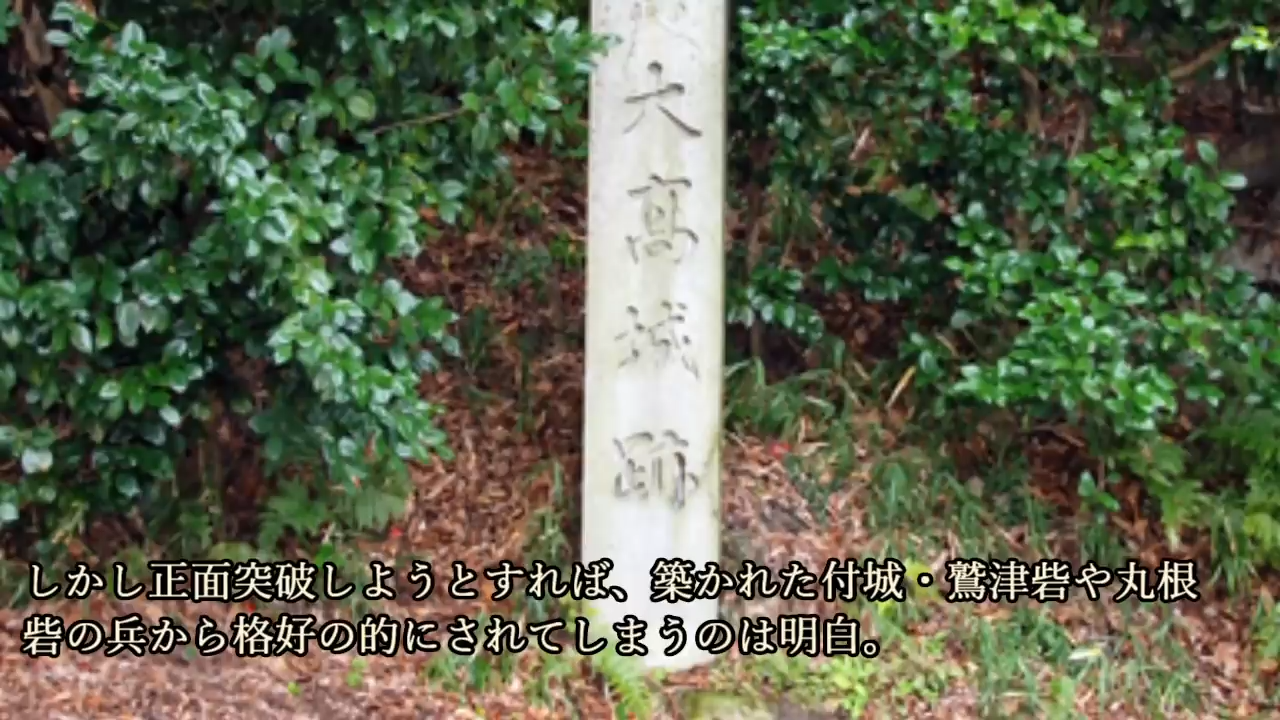 大高城跡
しかし正面突破しようとすれば、築かれた付城・鷲津砦や丸根
砦の兵から格好の的にされてしまうのは明白。